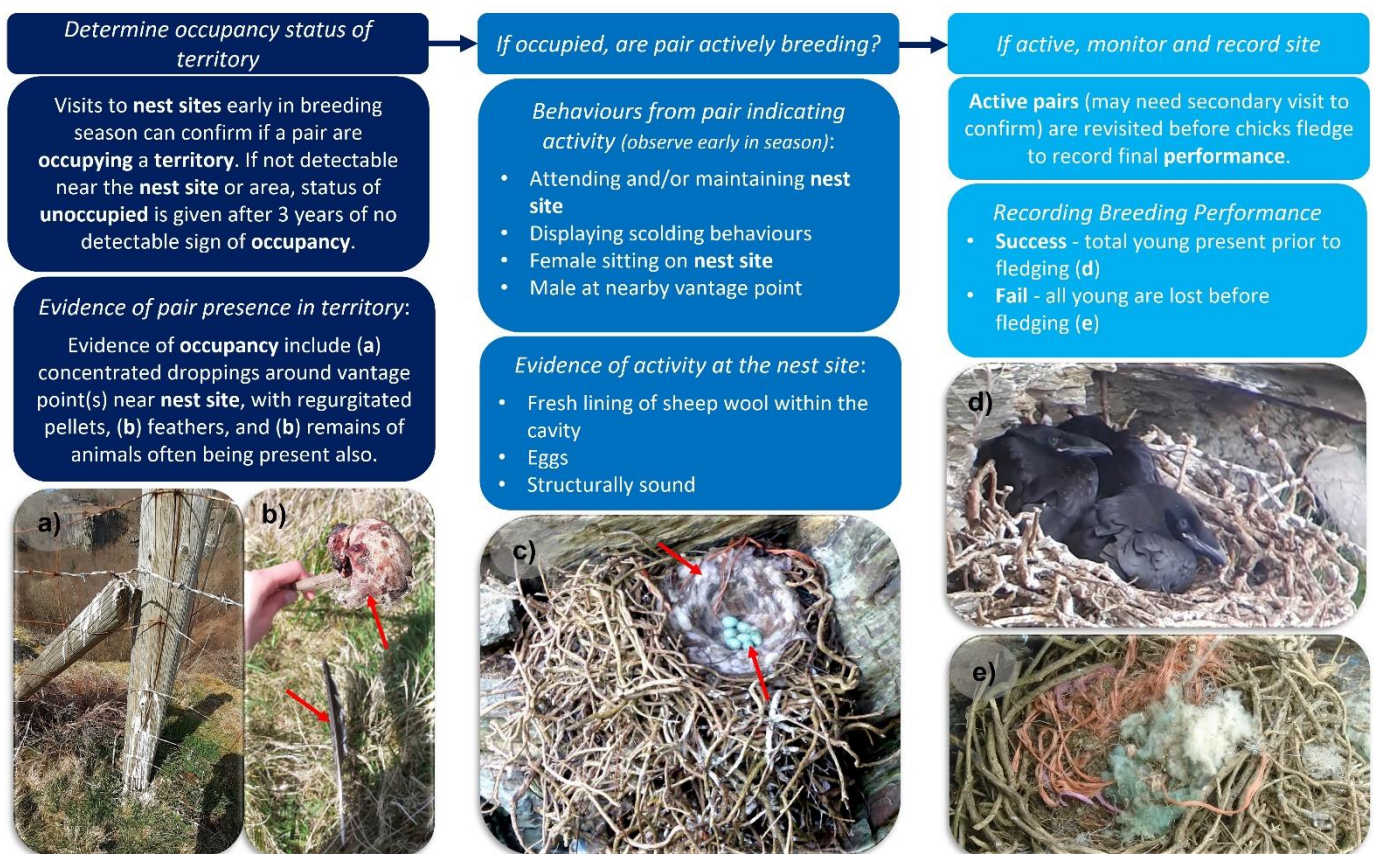 Determine occupancy status of
territory
Visits to nest sites early in breeding
season can confirm if a pair are
occupying a territory. If not detectable
near the nest site or area, status of
unoccupied is given after 3 years of no
detectable sign of occupancy.
Evidence of pair presence in territory:
Evidence of occupancy include (a)
concentrated droppings around vantage
point(s) near nest site, with regurgitated
pellets, (b) feathers, and (b) remains of
animals often being present also.
a)
b)
If occupied, are pair actively breeding?
Behaviours from pair indicating
activity (observe early in season):
• Attending and/or maintaining nest
site
• Displaying scolding behaviours
• Female sitting on nest site
• Male at nearby vantage point
Evidence of activity at the nest site:
• Fresh lining of sheep wool within the
cavity
• Eggs
• Structurally sound
c)
If active, monitor and record site
Active pairs (may need secondary visit to
confirm) are revisited before chicks fledge
to record final performance.
Recording Breeding Performance
• Success - total young present prior to
fledging (d)
• Fail - all young are lost before
fledging (e)
d)
e)